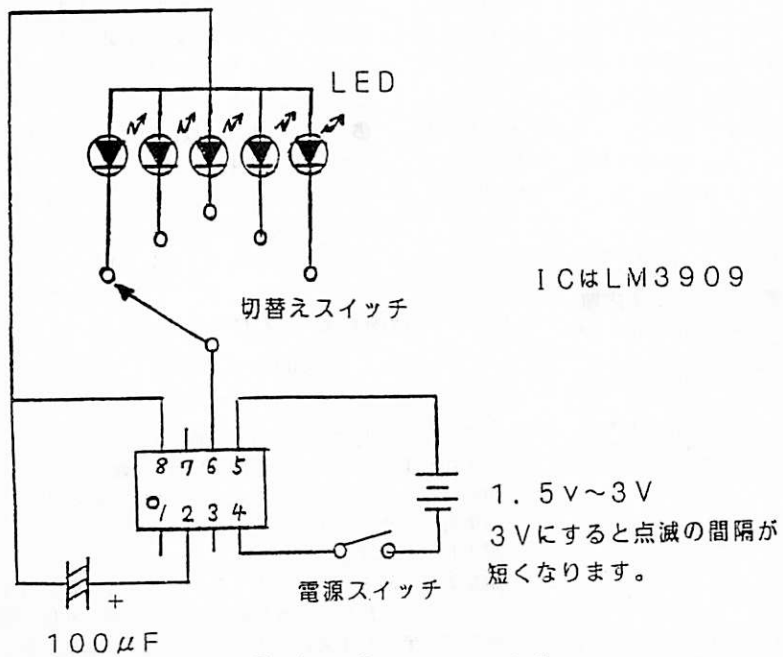 LED
ICはLM3909
切替えスイッチ
8 7 6 5
1 2 3 4
1.5v~3V
3Vにすると点滅の間隔が
短くなります。
電源スイッチ
+
100μF